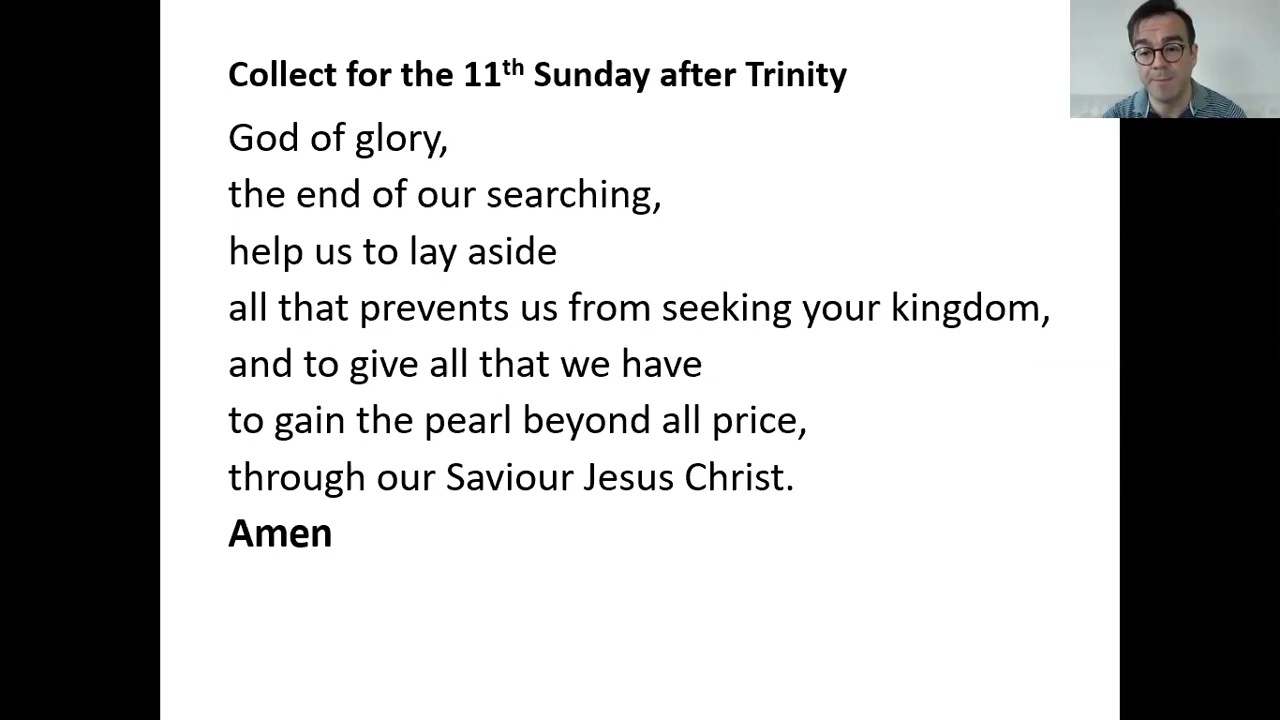 Collect for the 11th Sunday after Trinity
God of glory,
the end of our searching,
help us to lay aside
all that prevents us from seeking your kingdom,
and to give all that we have
to gain the pearl beyond all price,
through our Saviour Jesus Christ.
Amen